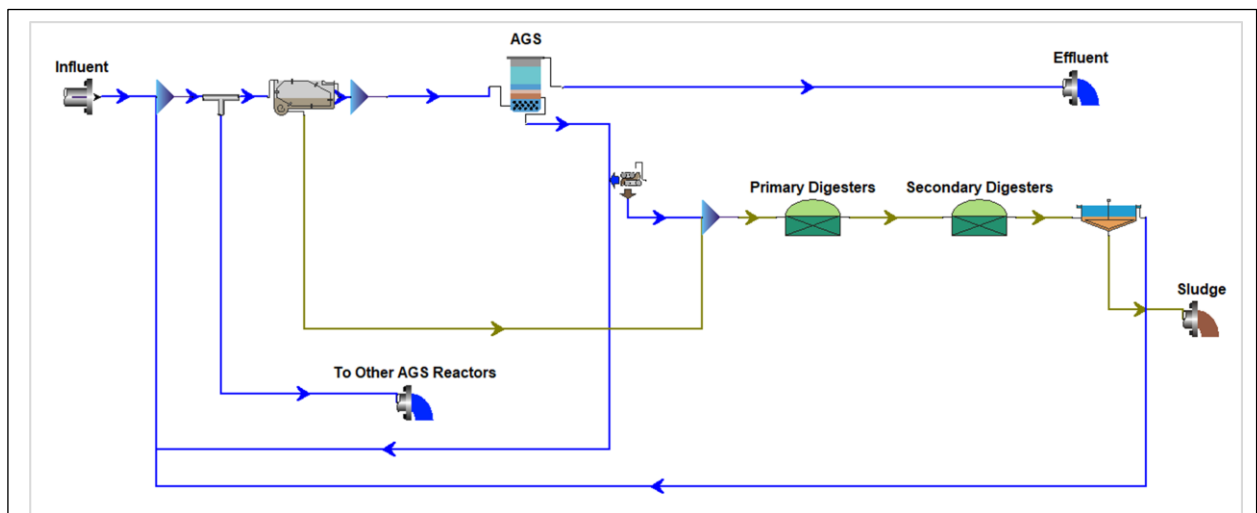 AGS
Influent
Effluent
Primary Digesters
Secondary Digesters
Sludge
To Other AGS Reactors